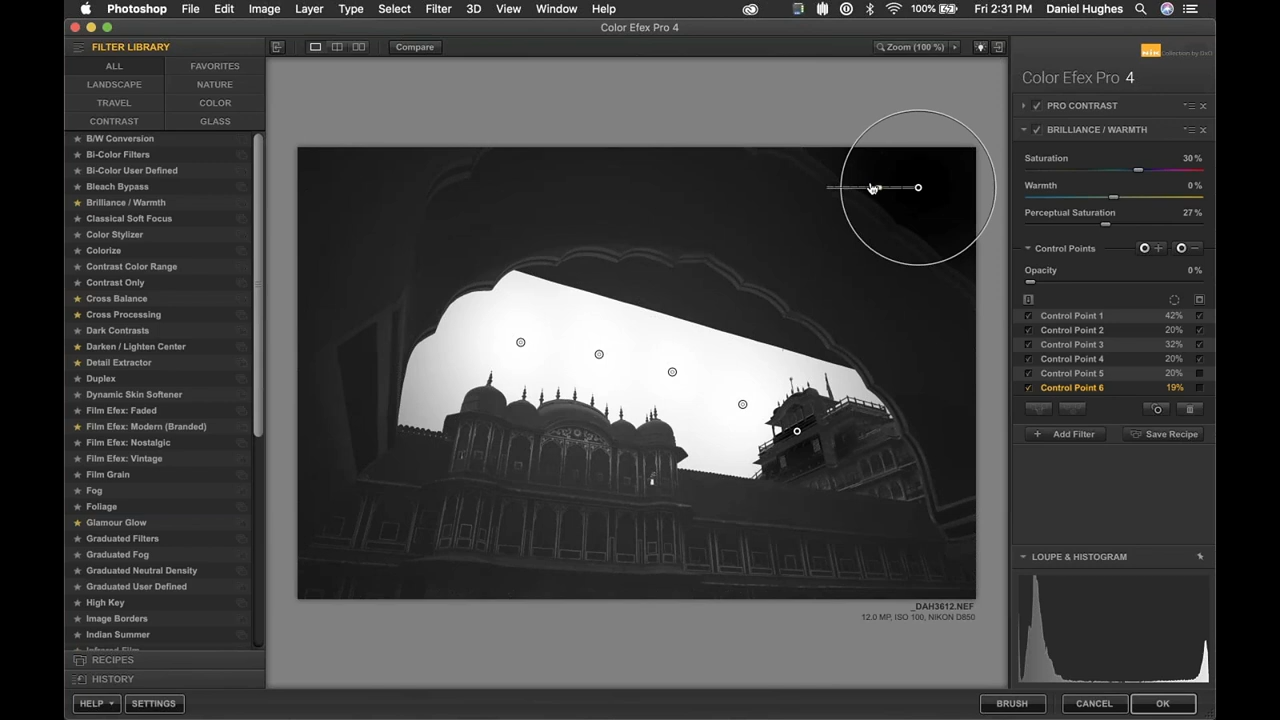 Photoshop File Edit Image Layer Type Select Filter 3D View Window Help 100% Fri 2:31 PM Daniel Hughes
Color Efex Pro 4
FILTER LIBRARY
ALL FAVORITES
LANDSCAPE NATURE
TRAVEL COLOR
CONTRAST GLASS
B/W Conversion
Bi-Color Filters
Bi-Color User Defined
Bleach Bypass
Brilliance / Warmth
Classical Soft Focus
Color Stylizer
Colorize
Contrast Color Range
Contrast Only
Cross Balance
Cross Processing
Dark Contrasts
Darken / Lighten Center
Detail Extractor
Duplex
Dynamic Skin Softener
Film Efex: Faded
Film Efex: Modern (Branded)
Film Efex: Nostalgic
Film Efex: Vintage
Film Grain
Fog
Foliage
Glamour Glow
Graduated Filters
Graduated Fog
Graduated Neutral Density
Graduated User Defined
High Key
Image Borders
Indian Summer
RECIPES
HISTORY
HELP SETTINGS
Compare
Zoom (100 %)
_DAH3612.NEF
12.0 MP, ISO 100, NIKON D850
Nik Collection by DxO
Color Efex Pro 4
PRO CONTRAST
BRILLIANCE / WARMTH
Saturation 30 %
Warmth 0 %
Perceptual Saturation 27 %
Control Points
Opacity 0 %
Control Point 1 42%
Control Point 2 20%
Control Point 3 32%
Control Point 4 20%
Control Point 5 20%
Control Point 6 19%
+ Add Filter Save Recipe
LOUPE & HISTOGRAM
BRUSH CANCEL OK